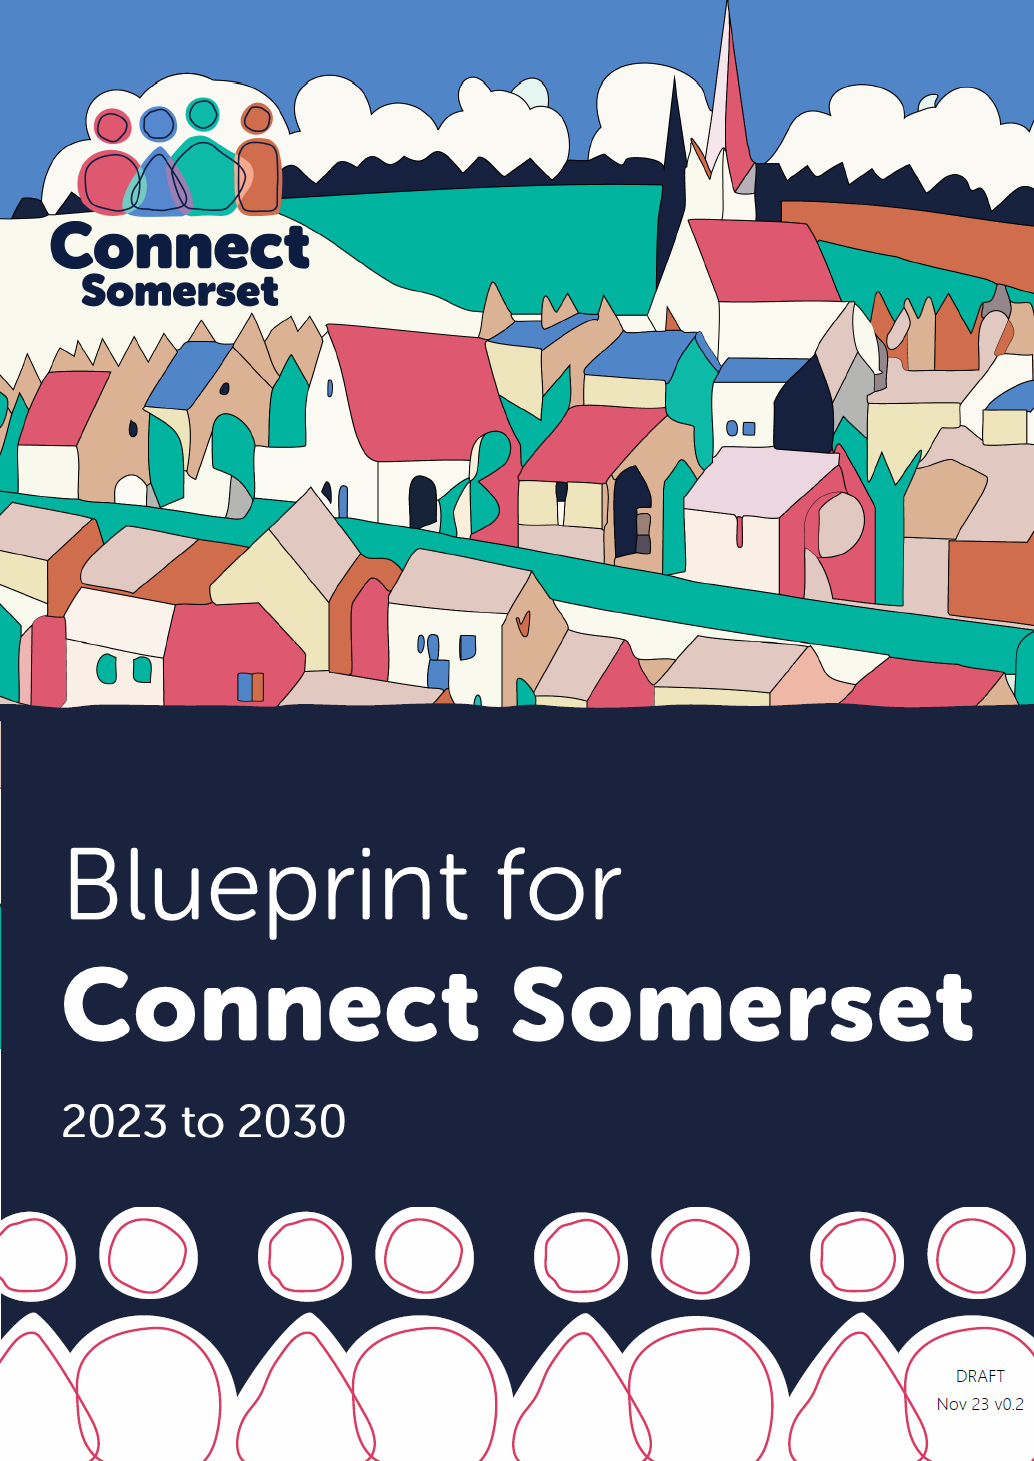 Connect
Somerset
Blueprint for
Connect Somerset
2023 to 2030
DRAFT
Nov 23 v0.2